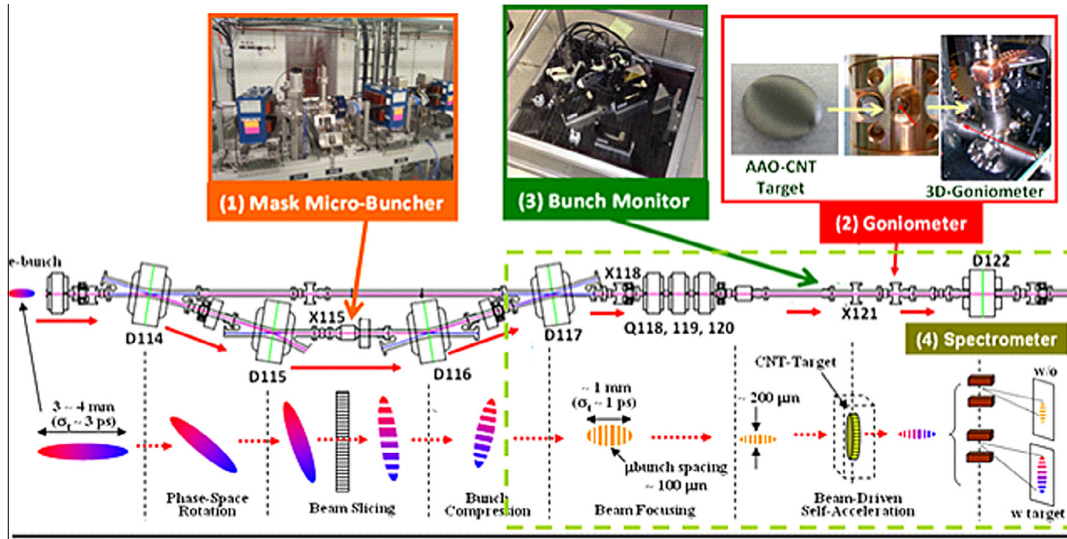 AAO-CNT
Target
3D-Goniometer
(1) Mask Micro-Buncher
(3) Bunch Monitor
(2) Goniometer
e-bunch
X118
D122
X115
D114
D117
Q118, 119, 120
X121
D115
D116
(4) Spectrometer
3 ~ 4 mm
(σt ~ 3 ps)
~ 1 mm
(σt ~ 1 ps)
CNT-Target
w/o
~ 200 μm
μbunch spacing
~ 100 μm
Phase-Space
Rotation
Beam Slicing
Bunch
Compression
Beam Focusing
Beam-Driven
Self-Acceleration
w target